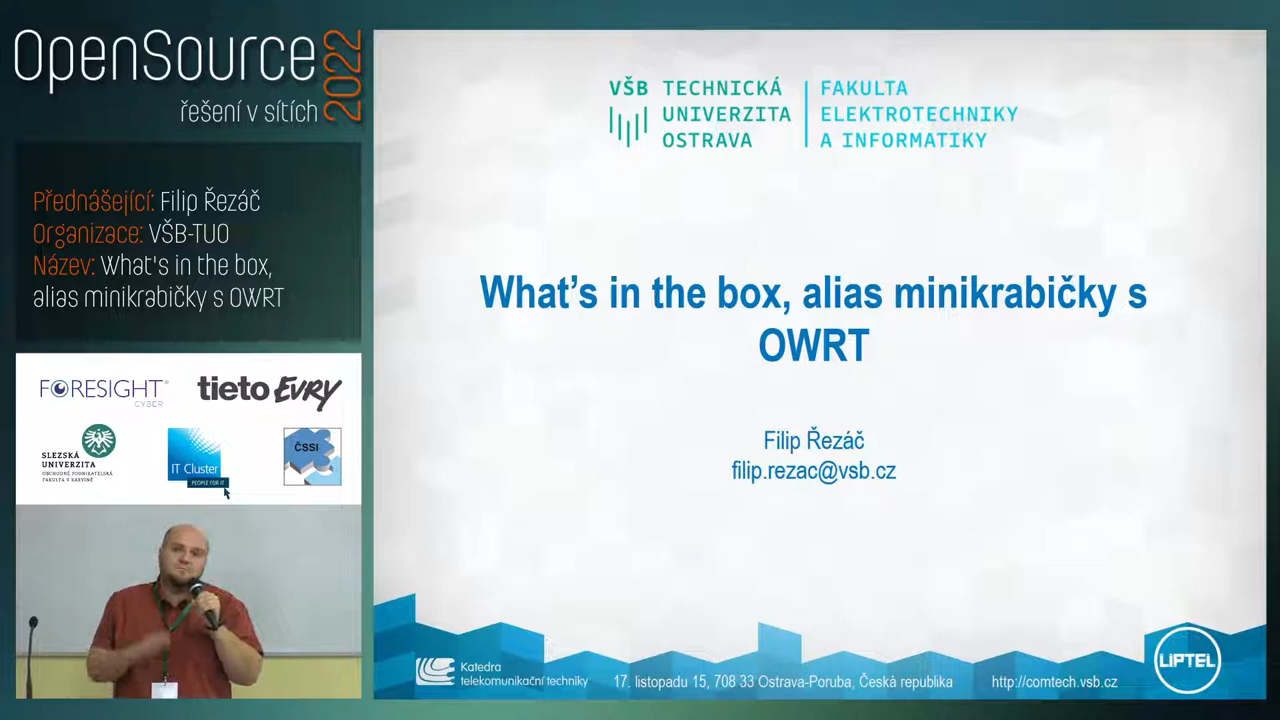 OpenSource
2022
řešení v sítích
Přednášející: Filip Řezáč
Organizace: VŠB-TUO
Název: What's in the box,
alias minikrabičky s OWRT
FORESIGHT®
CYBER
tieto EVRY
SLEZSKÁ
UNIVERZITA
OBCHODNĚ PODNIKATELSKÁ
FAKULTA V KARVINÉ
IT Cluster
PEOPLE FOR IT
ČSSI
VŠB TECHNICKÁ
UNIVERZITA
OSTRAVA
FAKULTA
ELEKTROTECHNIKY
A INFORMATIKY
What's in the box, alias minikrabičky s
OWRT
Filip Řezáč
filip.rezac@vsb.cz
Katedra
telekomunikační techniky
17. listopadu 15, 708 33 Ostrava-Poruba, Česká republika
http://comtech.vsb.cz
LIPTEL